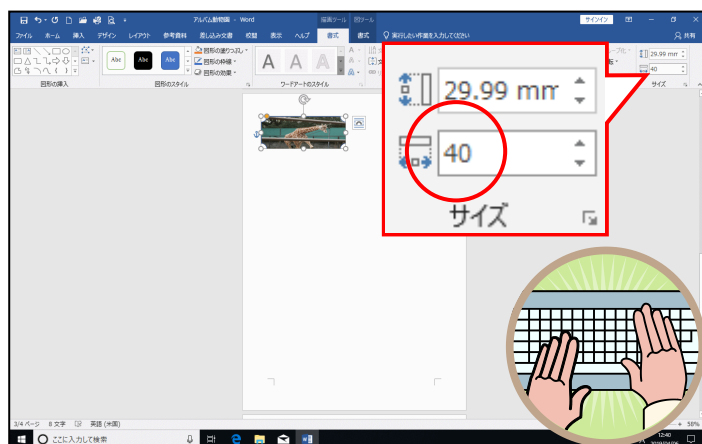 アルバム動物園 - Word
描画ツール 図ツール
サインイン
ファイル ホーム 挿入 デザイン レイアウト 参考資料 差し込み文書 校閲 表示 ヘルプ 書式 書式 実行したい作業を入力してください 共有
Abc Abc Abc
図形の塗りつぶし
図形の枠線
図形の効果
A A A
29.99 mm
40
図形の挿入 図形のスタイル ワードアートのスタイル サイズ
29.99 mm
40
サイズ
3/4 ページ 8 文字 英語 (米国) 58%
ここに入力して検索
12:40